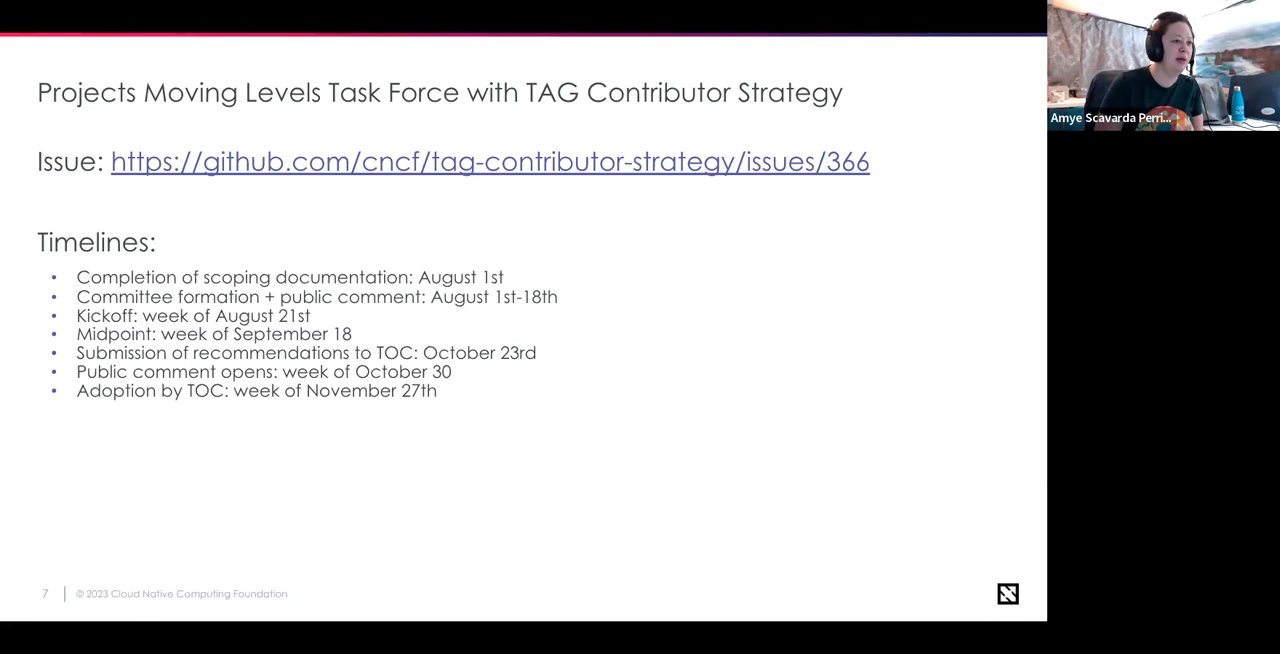 Projects Moving Levels Task Force with TAG Contributor Strategy
Issue: https://github.com/cncf/tag-contributor-strategy/issues/366
Timelines:
• Completion of scoping documentation: August 1st
• Committee formation + public comment: August 1st-18th
• Kickoff: week of August 21st
• Midpoint: week of September 18
• Submission of recommendations to TOC: October 23rd
• Public comment opens: week of October 30
• Adoption by TOC: week of November 27th
7 © 2023 Cloud Native Computing Foundation
Amye Scavarda Perri...